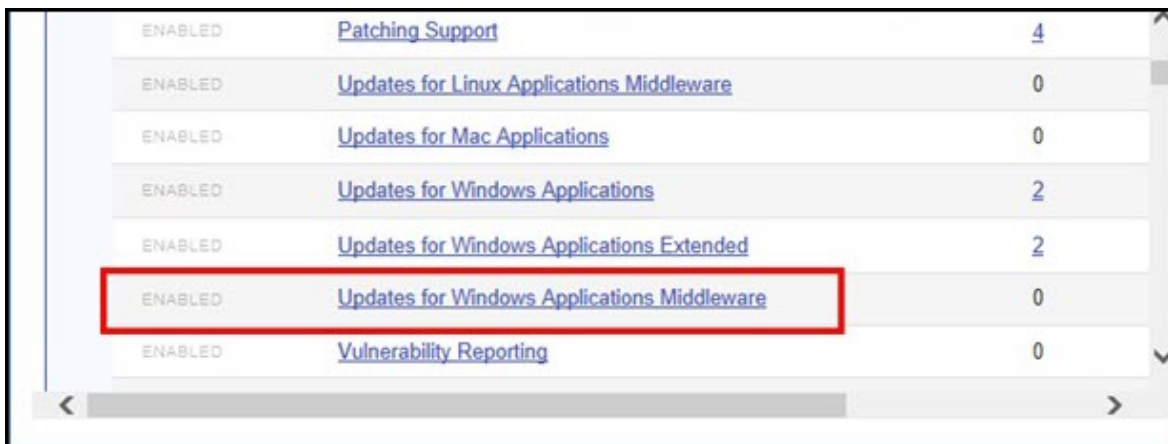 ENABLED Patching Support 4
ENABLED Updates for Linux Applications Middleware 0
ENABLED Updates for Mac Applications 0
ENABLED Updates for Windows Applications 2
ENABLED Updates for Windows Applications Extended 2
ENABLED Updates for Windows Applications Middleware 0
ENABLED Vulnerability Reporting 0